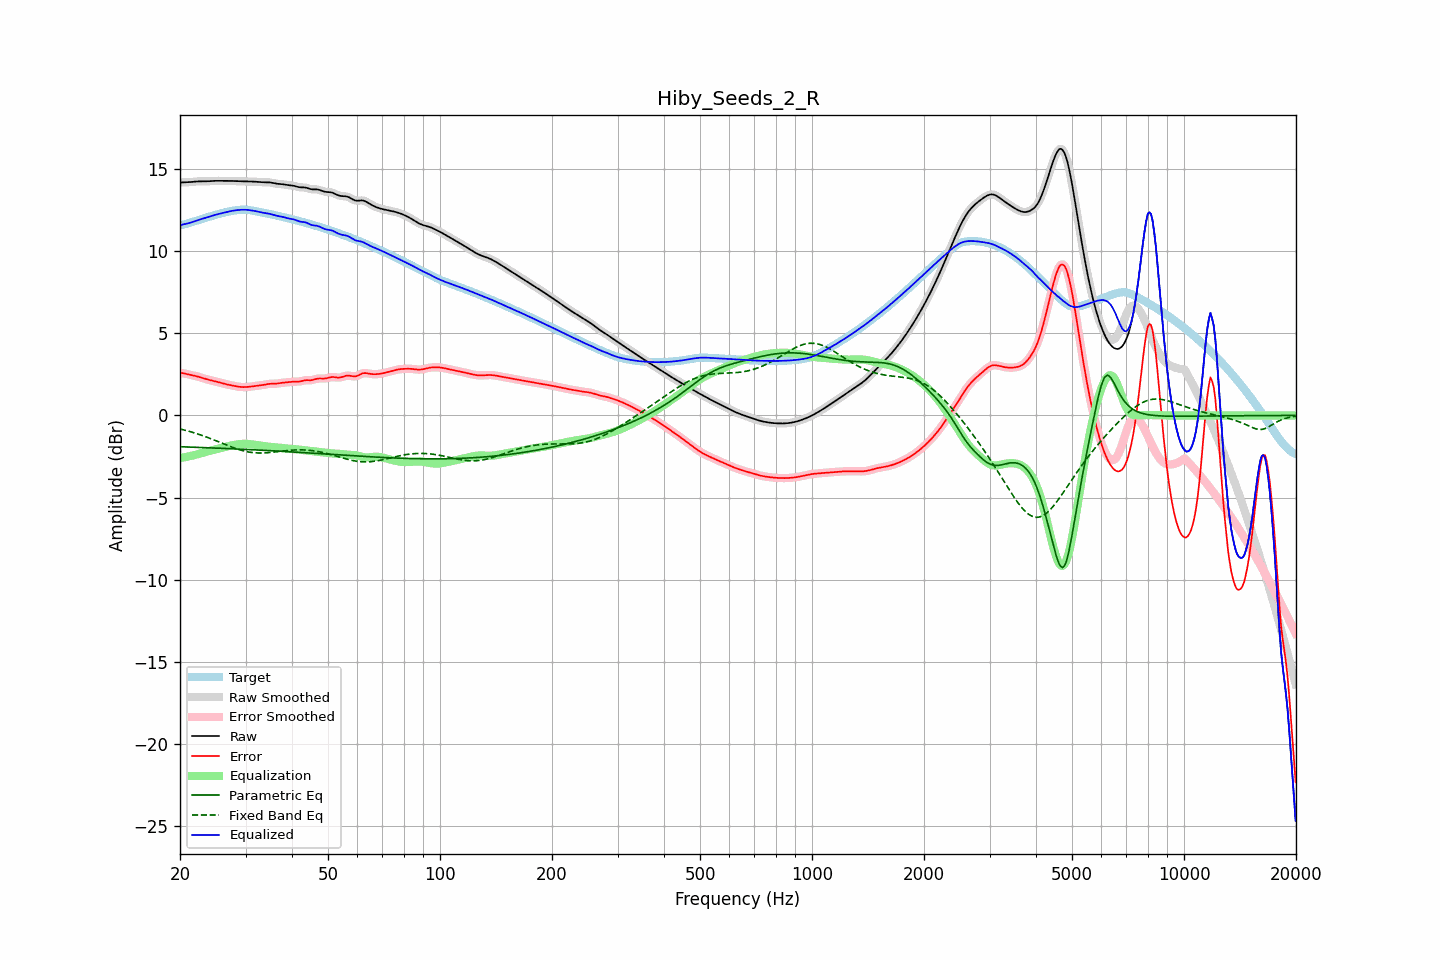 Hiby_Seeds_2_R
15
10
5
0
−5
−10
−15
−20
−25
Amplitude (dBr)
Target
Raw Smoothed
Error Smoothed
Raw
Error
Equalization
Parametric Eq
Fixed Band Eq
Equalized
20 50 100 200 500 1000 2000 5000 10000 20000
Frequency (Hz)